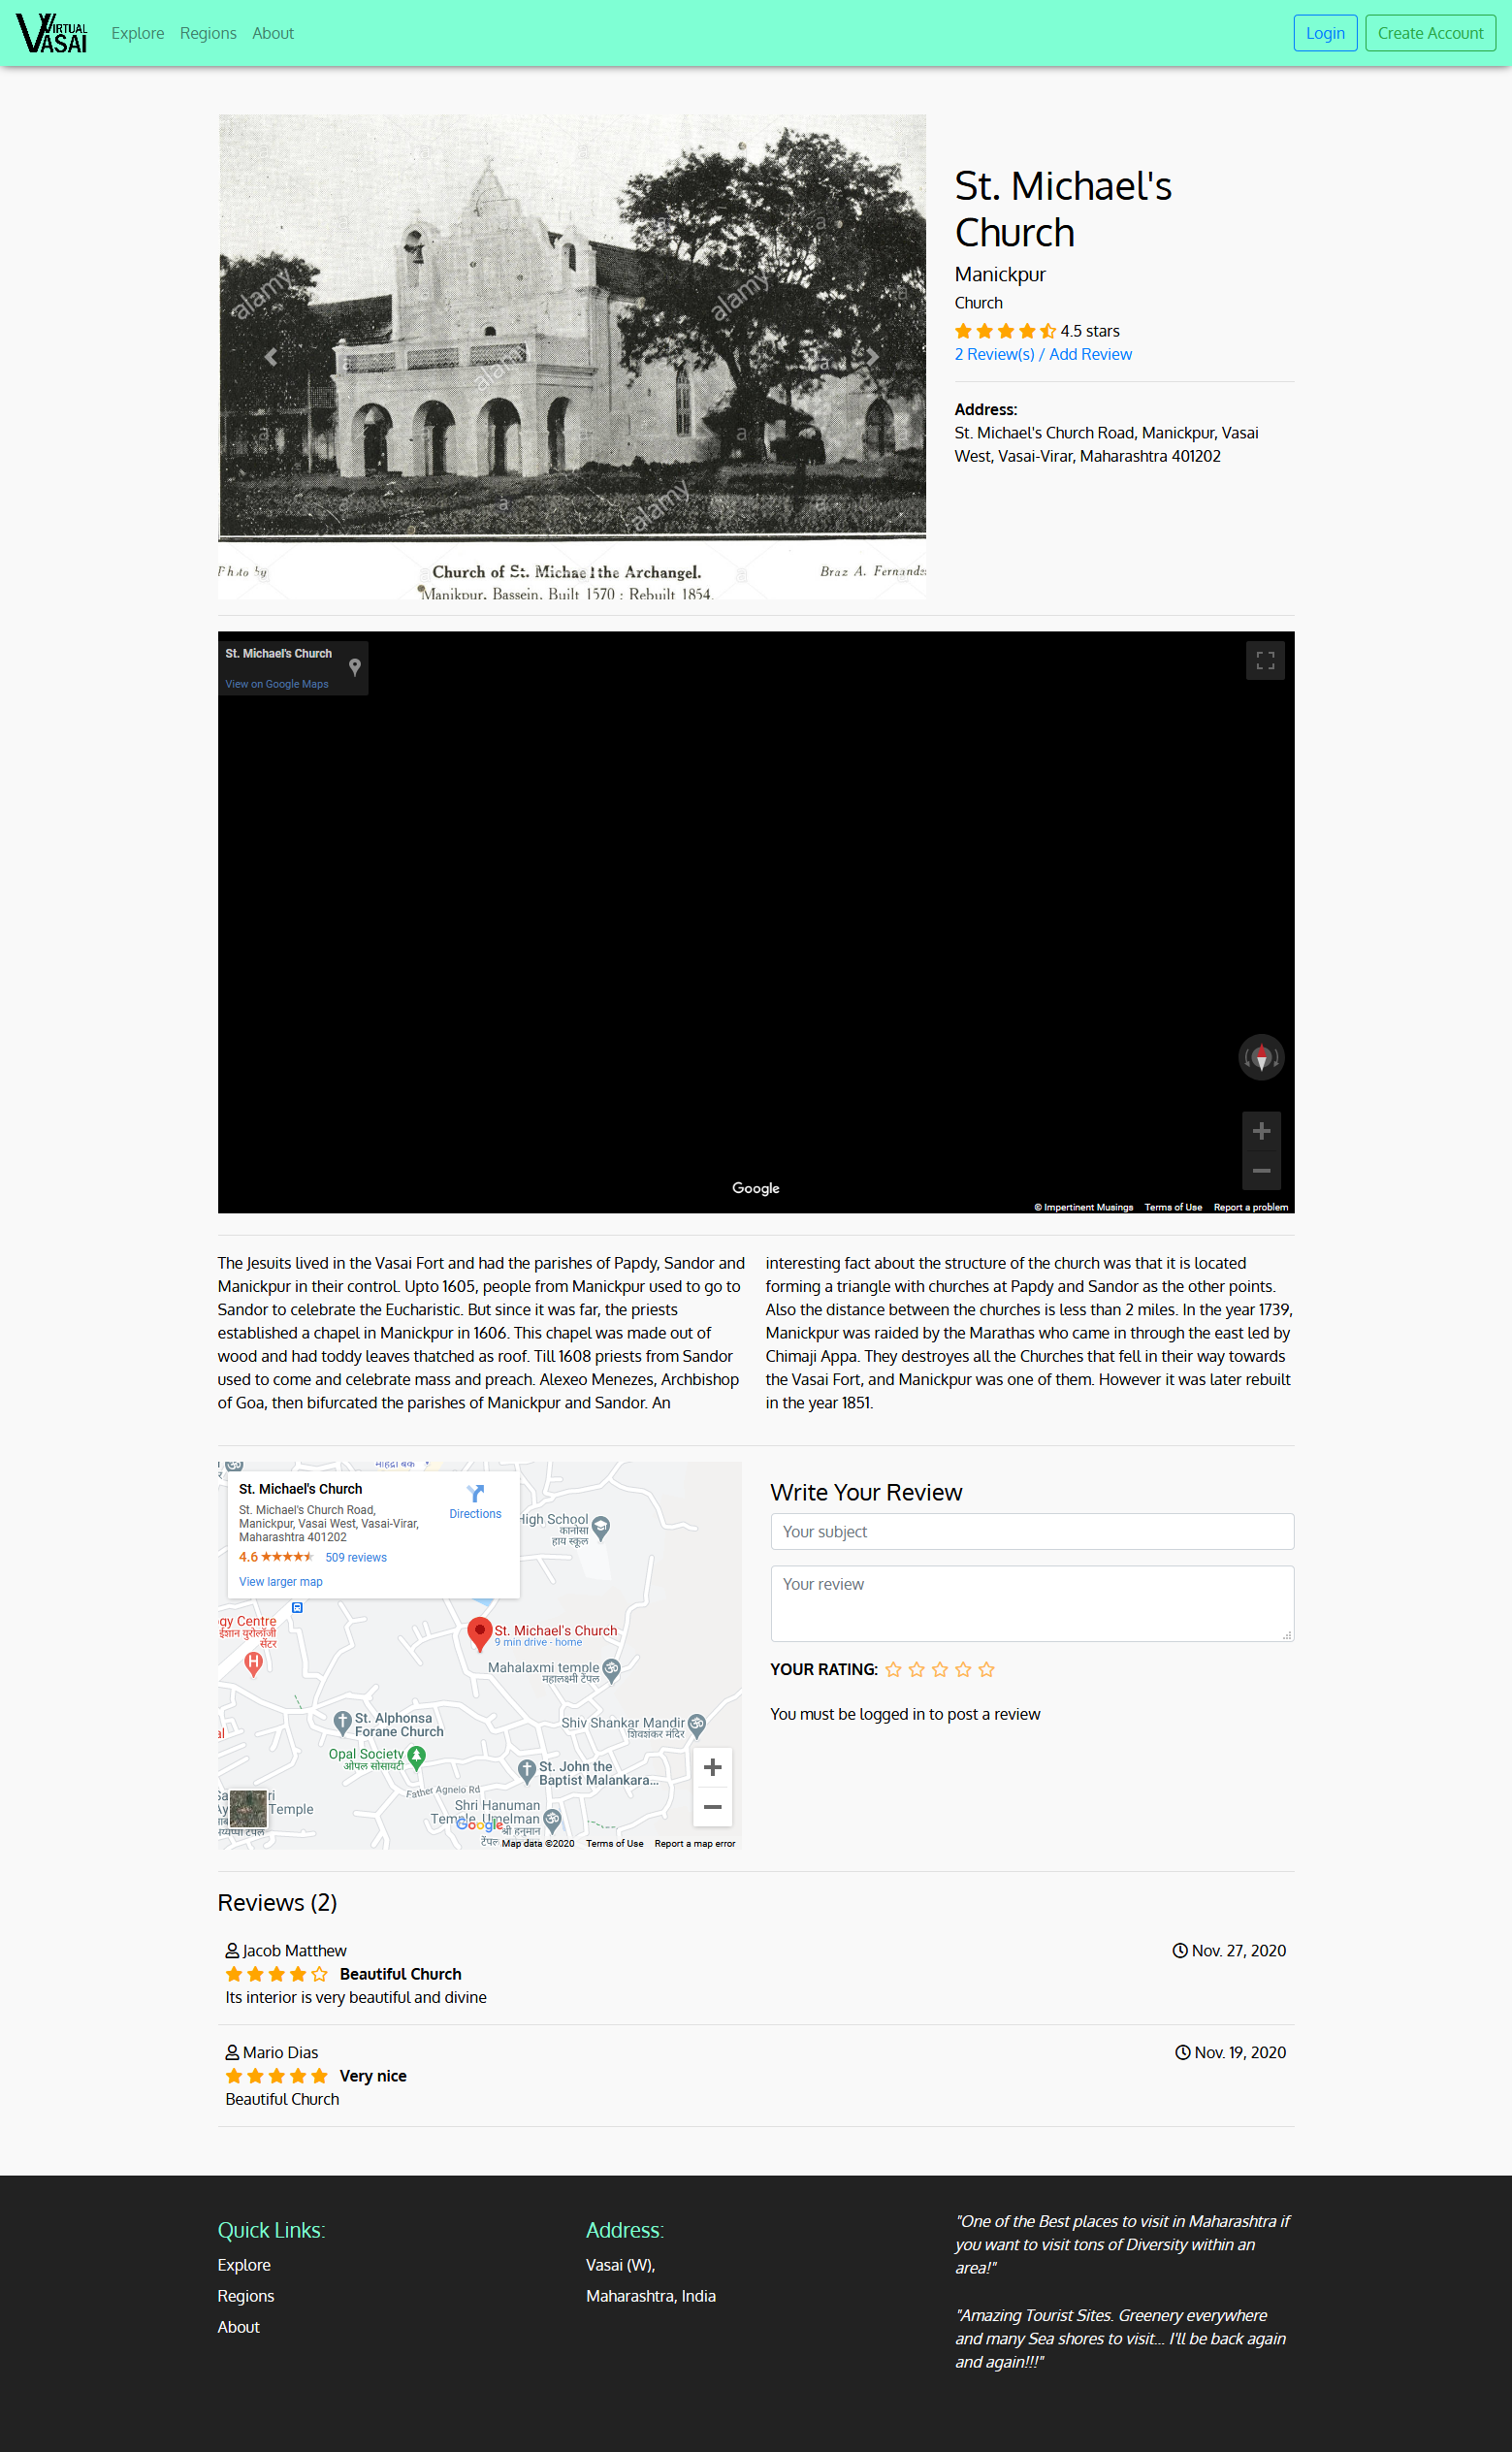 VIRTUAL
VASAI
Explore
Regions
About
Login
Create Account
alamy
alamy
alamy
alamy
Photo by
Church of St. Michael the Archangel.
Braz A. Fernandes
Manikpur, Bassein. Built 1570 : Rebuilt 1854.
St. Michael's
Church
Manickpur
Church
4.5 stars
2 Review(s) / Add Review
Address:
St. Michael's Church Road, Manickpur, Vasai
West, Vasai-Virar, Maharashtra 401202
St. Michael's Church
View on Google Maps
Google
© Impertinent Musings
Terms of Use
Report a problem
The Jesuits lived in the Vasai Fort and had the parishes of Papdy, Sandor and
Manickpur in their control. Upto 1605, people from Manickpur used to go to
Sandor to celebrate the Eucharistic. But since it was far, the priests
established a chapel in Manickpur in 1606. This chapel was made out of
wood and had toddy leaves thatched as roof. Till 1608 priests from Sandor
used to come and celebrate mass and preach. Alexeo Menezes, Archbishop
of Goa, then bifurcated the parishes of Manickpur and Sandor. An
interesting fact about the structure of the church was that it is located
forming a triangle with churches at Papdy and Sandor as the other points.
Also the distance between the churches is less than 2 miles. In the year 1739,
Manickpur was raided by the Marathas who came in through the east led by
Chimaji Appa. They destroyes all the Churches that fell in their way towards
the Vasai Fort, and Manickpur was one of them. However it was later rebuilt
in the year 1851.
St. Michael's Church
St. Michael's Church Road,
Manickpur, Vasai West, Vasai-Virar,
Maharashtra 401202
4.6
509 reviews
View larger map
Directions
High School
कानोसा
हाय स्कूल
gy Centre
ईशान युरोलॉजी
सेंटर
St. Michael's Church
9 min drive - home
Mahalaxmi temple
महालक्ष्मी टेंपल
St. Alphonsa
Forane Church
Shiv Shankar Mandir
शिवशंकर मंदिर
Opal Society
ओपल सोसायटी
St. John the
Baptist Malankara...
Father Agnelo Rd
Temple
Shri Hanuman
Temple, Umelman
श्री हनुमान
Google
Map data ©2020
Terms of Use
Report a map error
Write Your Review
Your subject
Your review
YOUR RATING:
You must be logged in to post a review
Reviews (2)
Jacob Matthew
Nov. 27, 2020
Beautiful Church
Its interior is very beautiful and divine
Mario Dias
Nov. 19, 2020
Very nice
Beautiful Church
Quick Links:
Explore
Regions
About
Address:
Vasai (W),
Maharashtra, India
"One of the Best places to visit in Maharashtra if
you want to visit tons of Diversity within an
area!"
"Amazing Tourist Sites. Greenery everywhere
and many Sea shores to visit... I'll be back again
and again!!!"